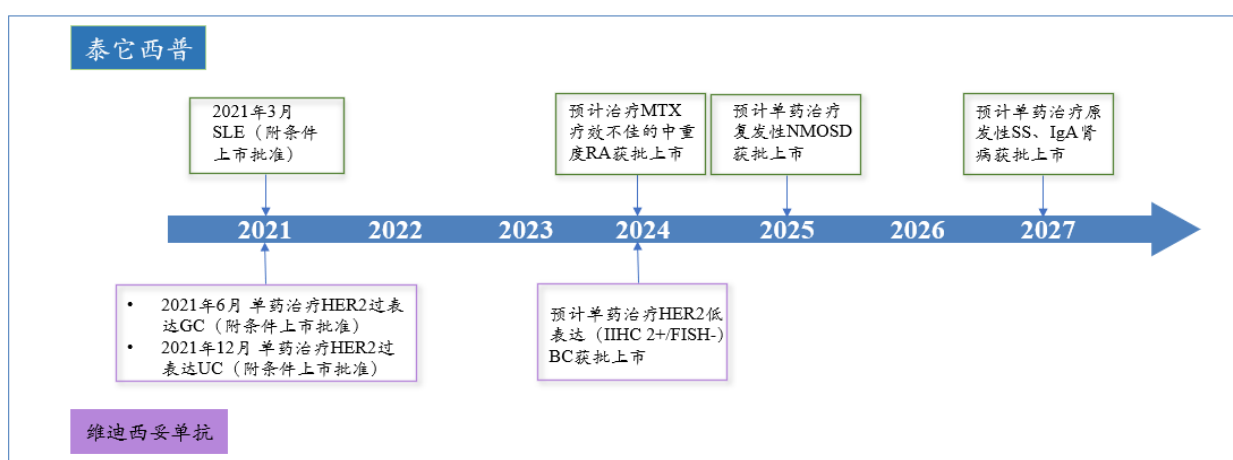 泰它西普
2021年3月
SLE（附条件
上市批准）
预计治疗MTX
疗效不佳的中重
度RA获批上市
预计单药治疗
复发性NMOSD
获批上市
预计单药治疗原
发性SS、IgA肾
病获批上市
2021 2022 2023 2024 2025 2026 2027
• 2021年6月 单药治疗HER2过表
达GC（附条件上市批准）
• 2021年12月 单药治疗HER2过
表达UC（附条件上市批准）
预计单药治疗HER2低
表达（IIHC 2+/FISH-）
BC获批上市
维迪西妥单抗